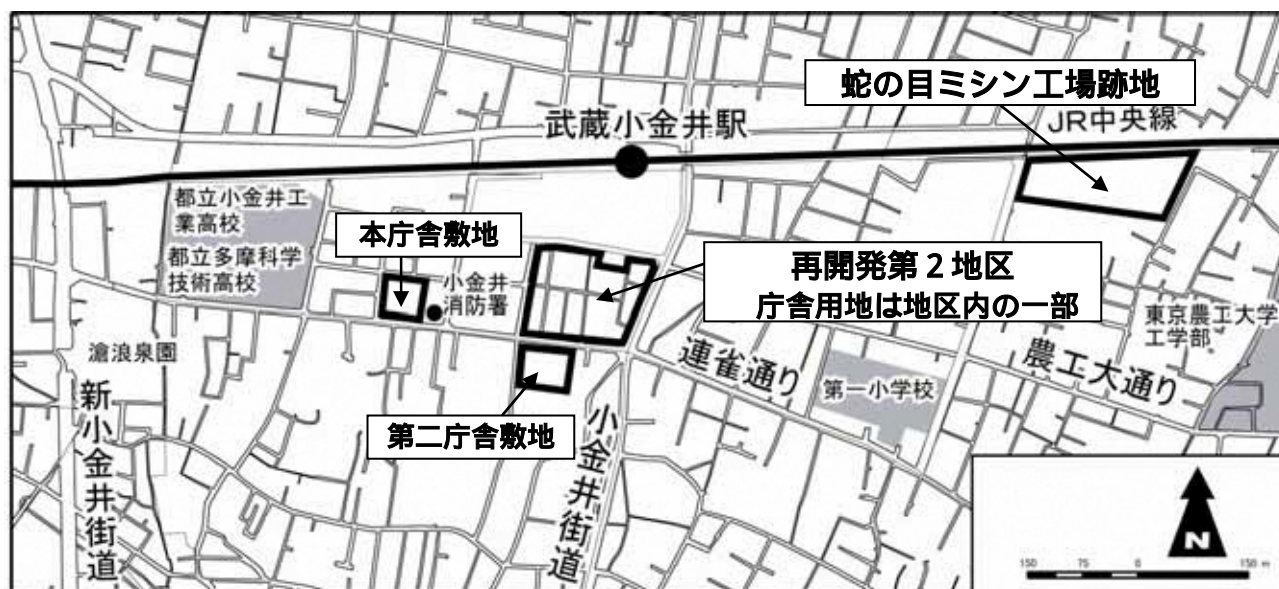 蛇の目ミシン工場跡地
武蔵小金井駅
JR中央線
都立小金井工
業高校
都立多摩科学
技術高校
本庁舎敷地
小金井
消防署
再開発第2地区
庁舎用地は地区内の一部
東京農工大学
工学部
滄浪泉園
連雀通り
第一小学校
農工大通り
新小金井街道
第二庁舎敷地
小金井街道
N
150 75 0 150 m